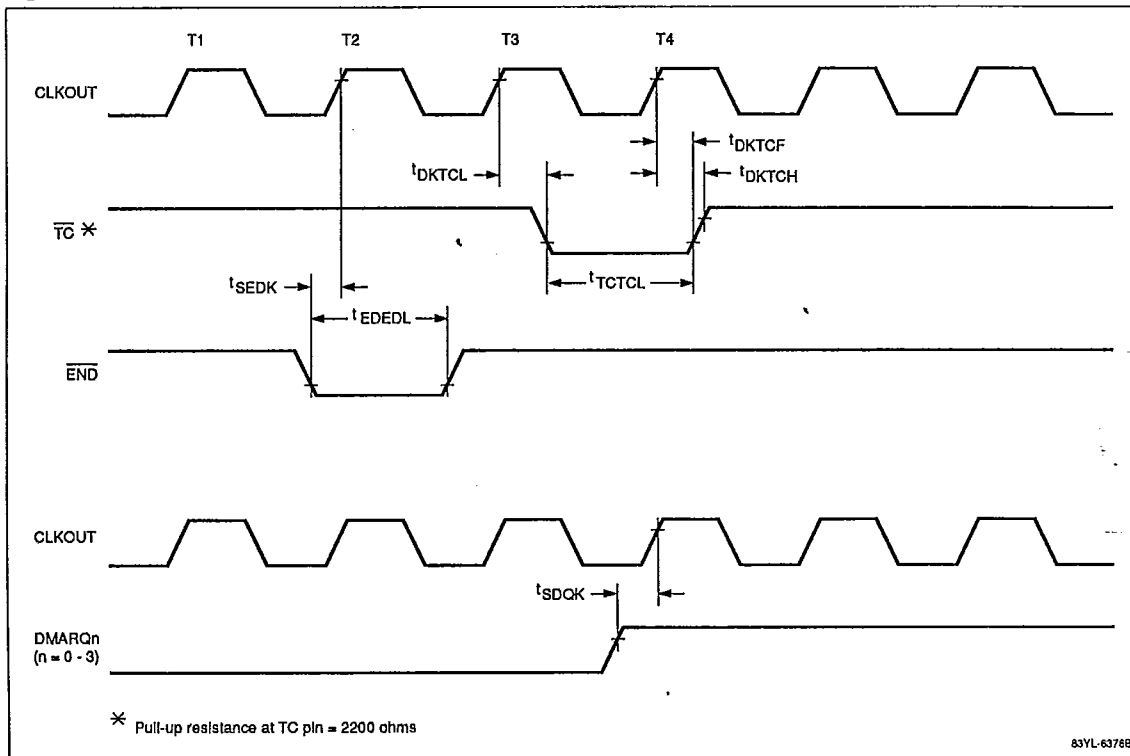 T1 T2 T3 T4
CLKOUT
tDKTCF
tDKTCL
tDKTCH
TC *
tSEDK
tTCTCL
tEDEDL
END
CLKOUT
tSDQK
DMARQn
(n = 0 - 3)
* Pull-up resistance at TC pin = 2200 ohms
83YL-6376B